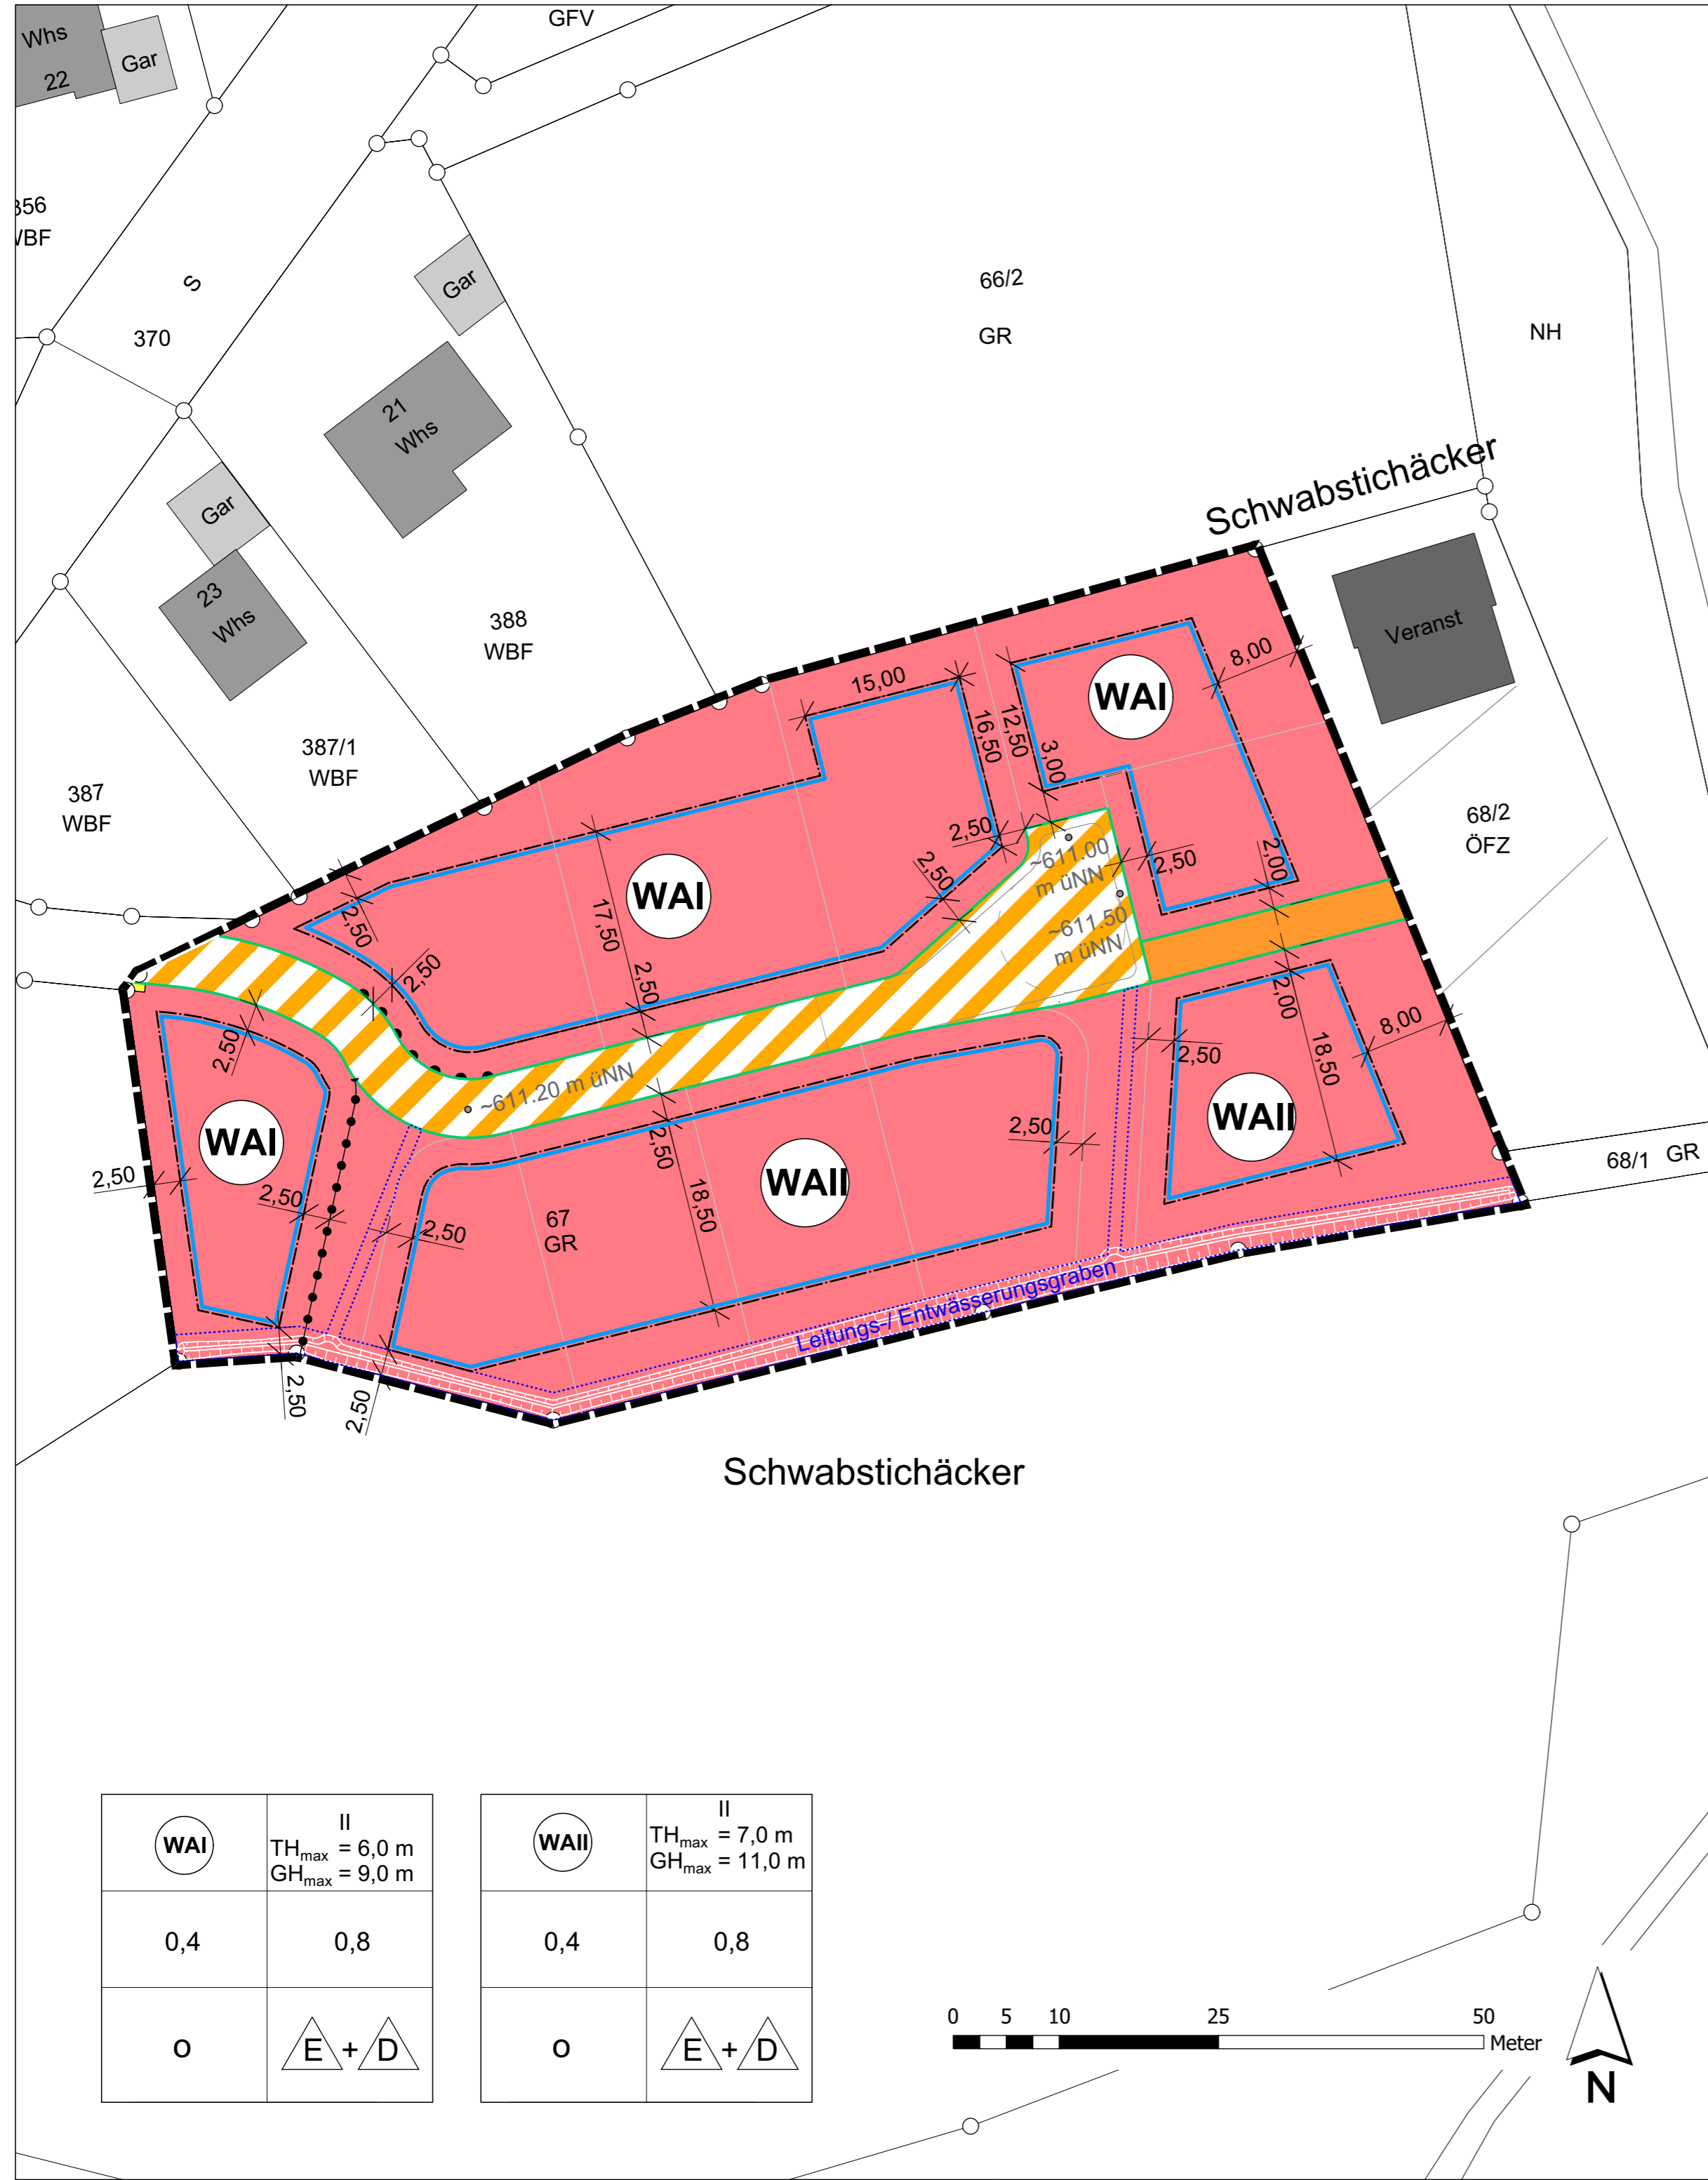 GFV
Whs
22
Gar
356
WBF
S
370
Gar
66/2
GR
NH
21
Whs
Schwabstichäcker
Gar
23
Whs
388
WBF
Veranst
8,00
15,00
WAI
16,50
12,50
3,00
387/1
WBF
387
WBF
68/2
ÖFZ
2,50
~611.00
m üNN
2,50
2,00
2,50
WAI
2,50
17,50
~611.50
m üNN
2,50
2,50
2,00
8,00
2,50
2,50
18,50
~611.20 m üNN
WAI
2,50
2,50
WAII
WAII
68/1 GR
2,50
2,50
18,50
2,50
67
GR
Leitungs-/ Entwässerungsgraben
2,50
2,50
Schwabstichäcker
WAI
II
THmax = 6,0 m
GHmax = 9,0 m
0,4
0,8
o
E + D
WAII
II
THmax = 7,0 m
GHmax = 11,0 m
0,4
0,8
o
E + D
0 5 10 25 50
Meter
N